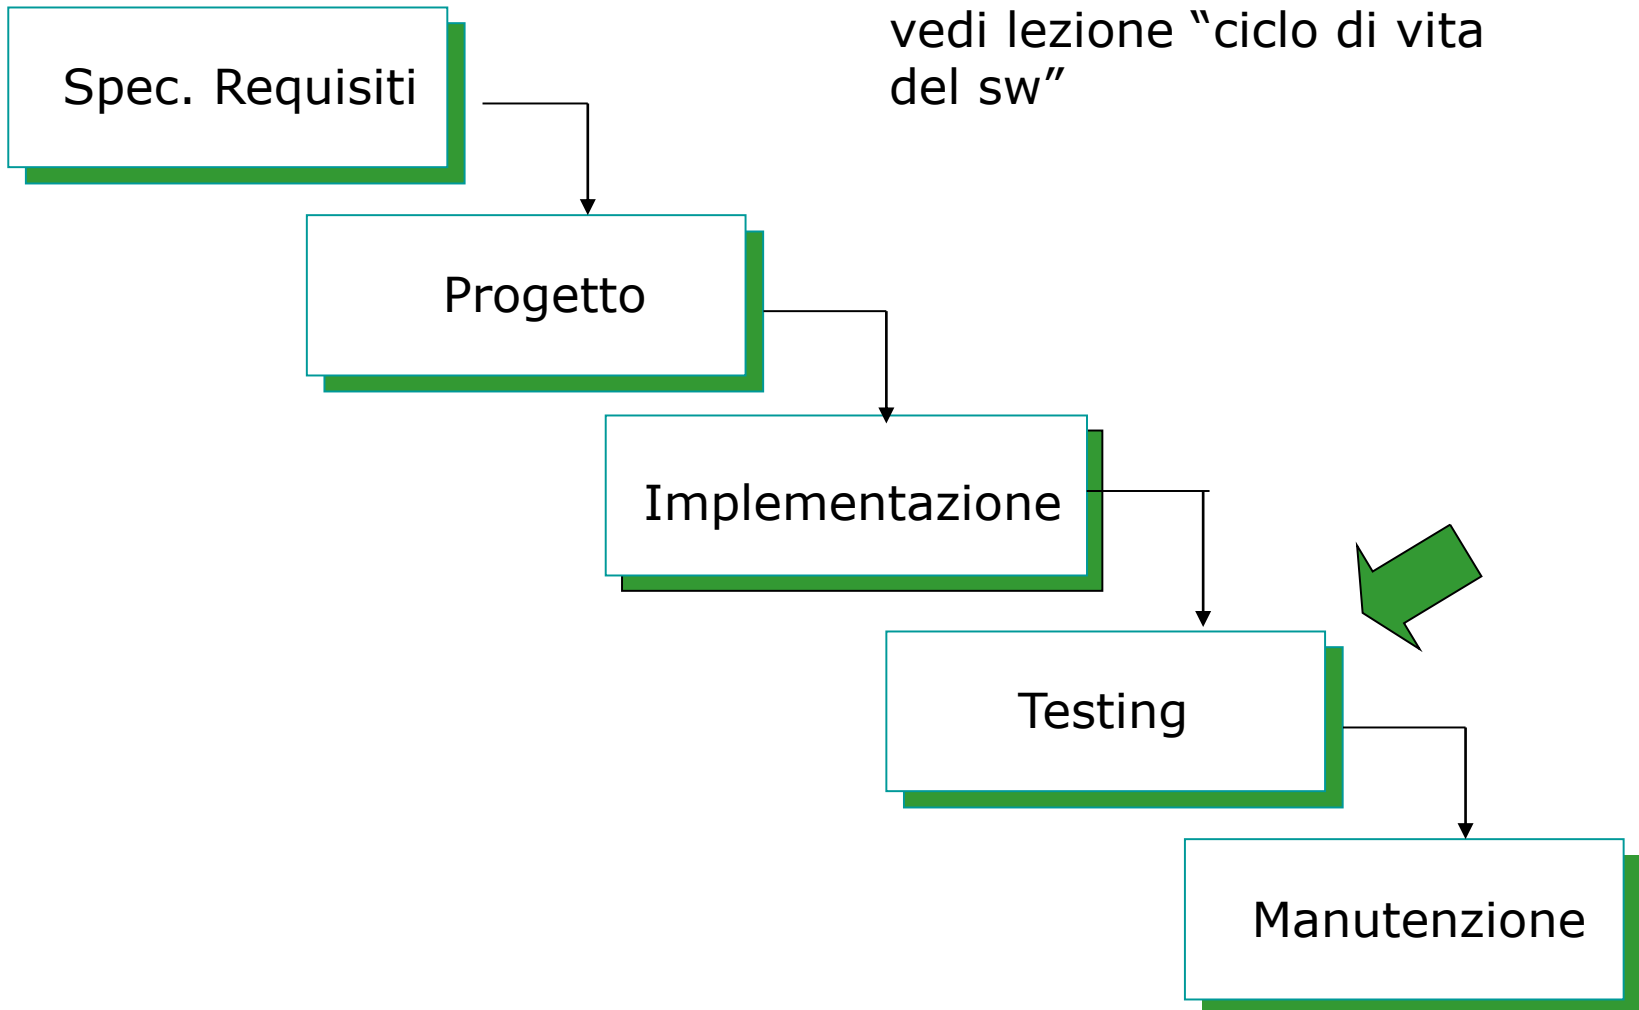 vedi lezione “ciclo di vita
del sw”
Spec. Requisiti
Progetto
Implementazione
Testing
Manutenzione